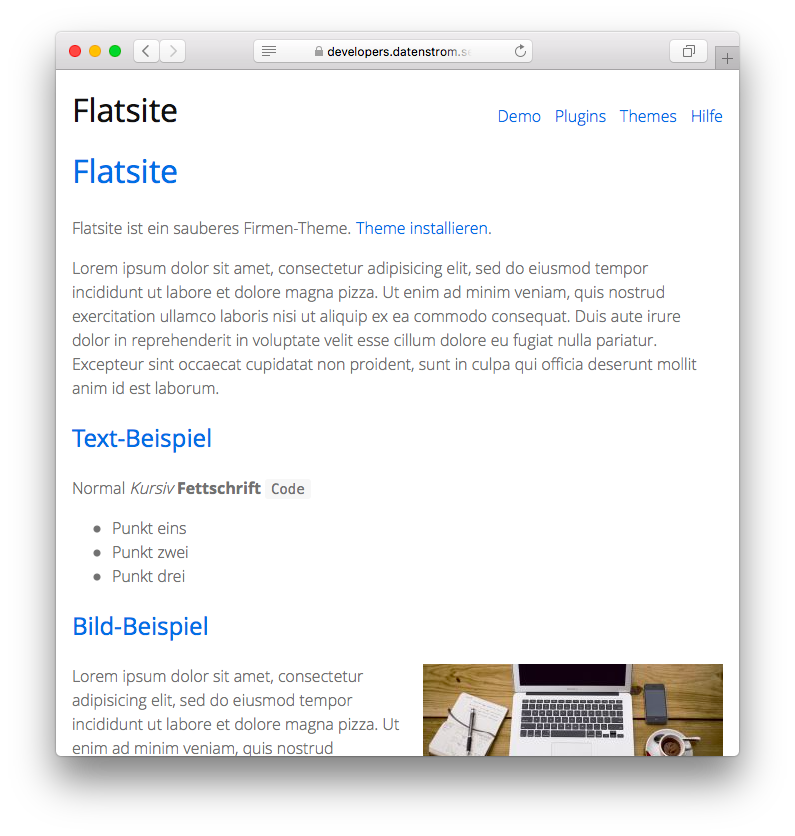 developers.datenstrom.se
Flatsite
Demo Plugins Themes Hilfe
Flatsite
Flatsite ist ein sauberes Firmen-Theme. Theme installieren.
Lorem ipsum dolor sit amet, consectetur adipisicing elit, sed do eiusmod tempor
incididunt ut labore et dolore magna pizza. Ut enim ad minim veniam, quis nostrud
exercitation ullamco laboris nisi ut aliquip ex ea commodo consequat. Duis aute irure
dolor in reprehenderit in voluptate velit esse cillum dolore eu fugiat nulla pariatur.
Excepteur sint occaecat cupidatat non proident, sunt in culpa qui officia deserunt mollit
anim id est laborum.
Text-Beispiel
Normal Kursiv Fettschrift Code
Punkt eins
Punkt zwei
Punkt drei
Bild-Beispiel
Lorem ipsum dolor sit amet, consectetur
adipisicing elit, sed do eiusmod tempor
incididunt ut labore et dolore magna pizza. Ut
enim ad minim veniam, quis nostrud